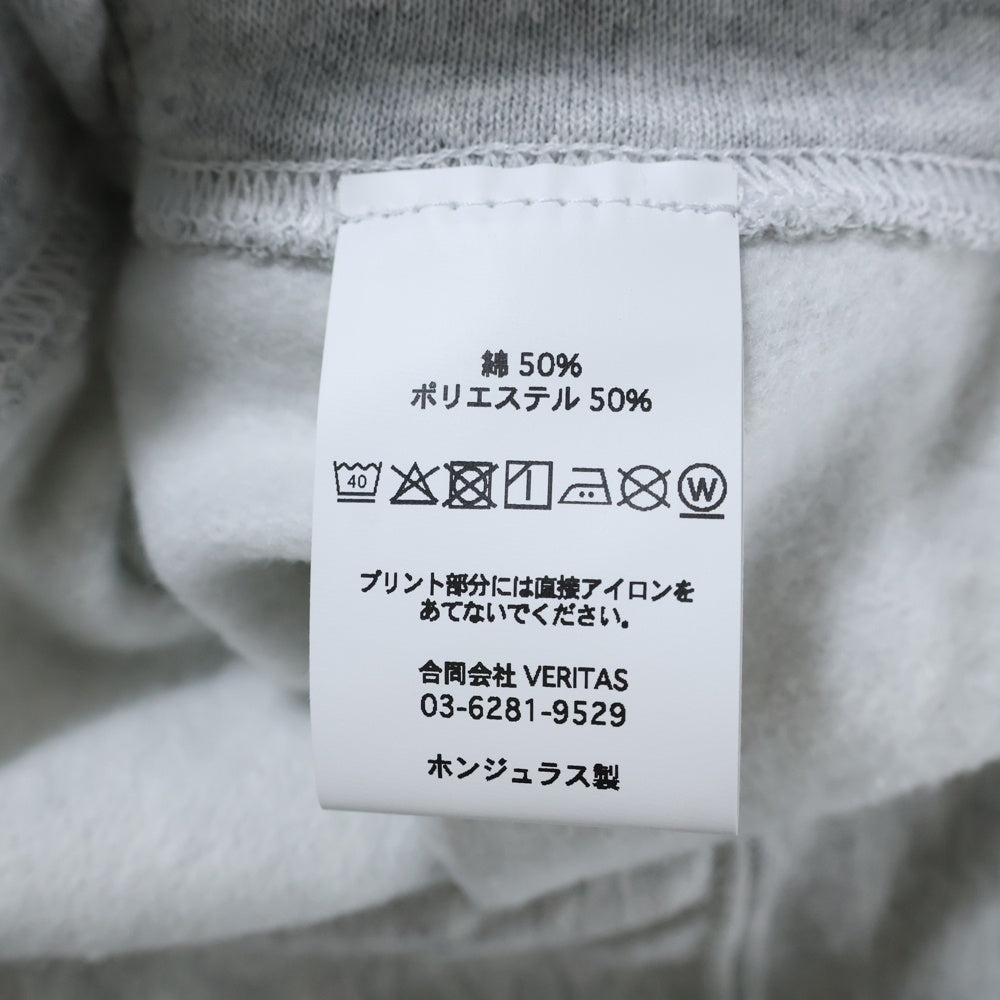 綿 50%
ポリエステル 50%
40 W
プリント部分には直接アイロンを
あてないでください。
合同会社 VERITAS
03-6281-9529
ホンジュラス製